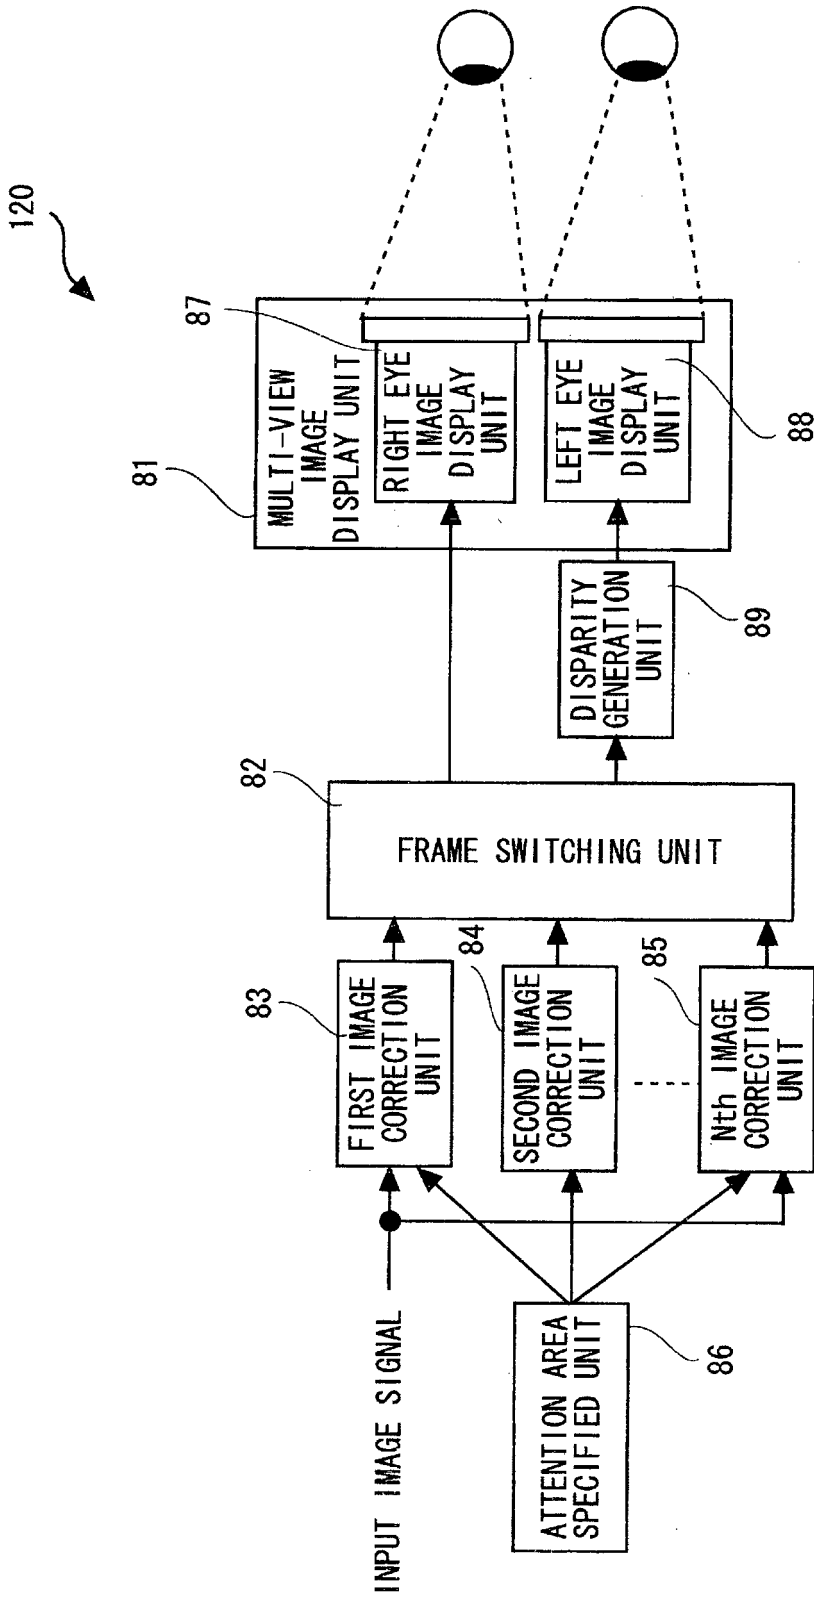 120
81
MULTI-VIEW
IMAGE
DISPLAY UNIT
87
RIGHT EYE
IMAGE
DISPLAY
UNIT
LEFT EYE
IMAGE
DISPLAY
UNIT
88
DISPARITY
GENERATION
UNIT
89
82
FRAME SWITCHING UNIT
83
FIRST IMAGE
CORRECTION
UNIT
84
SECOND IMAGE
CORRECTION
UNIT
85
Nth IMAGE
CORRECTION
UNIT
INPUT IMAGE SIGNAL
ATTENTION AREA
SPECIFIED UNIT
86